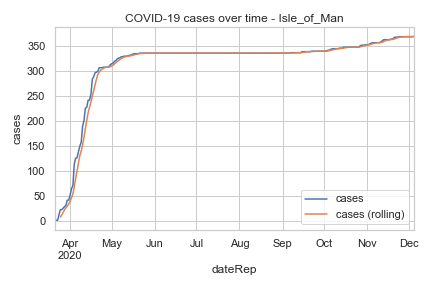 COVID-19 cases over time - Isle_of_Man
cases
350
300
250
200
150
100
50
0
cases
cases (rolling)
Apr May Jun Jul Aug Sep Oct Nov Dec
2020
dateRep